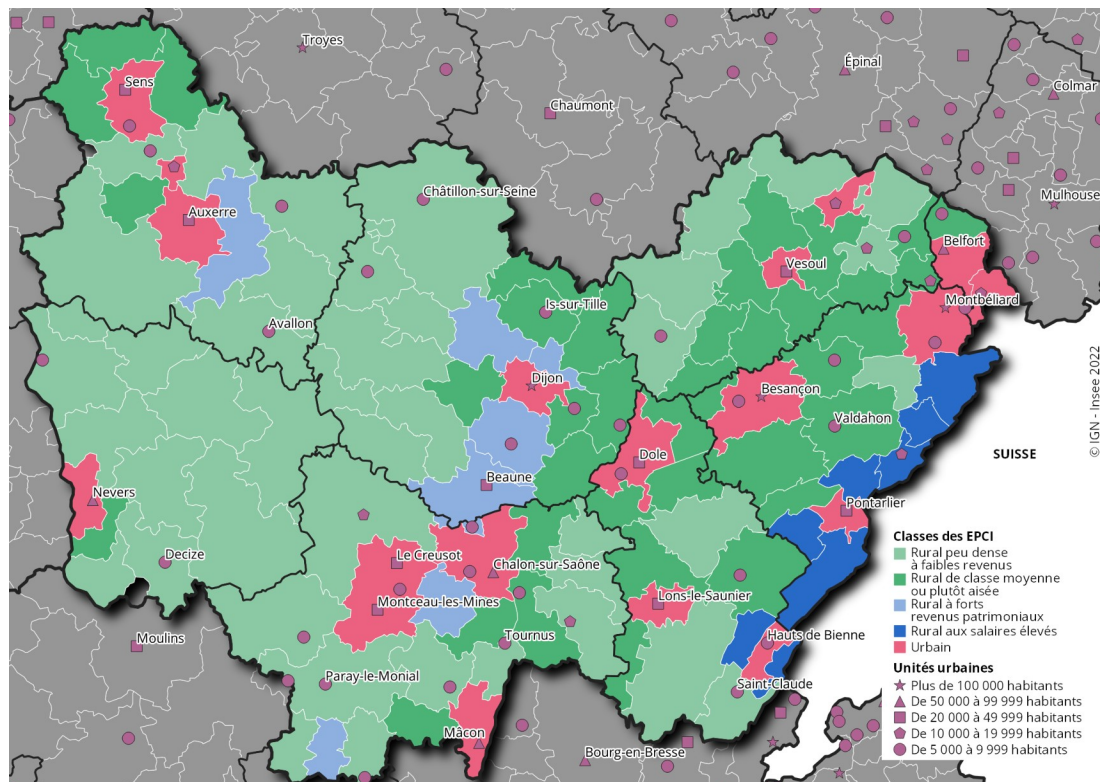 Troyes
Épinal
Colmar
Sens
Chaumont
Châtillon-sur-Seine
Mulhouse
Auxerre
Belfort
Vesoul
Is-sur-Tille
Montbéliard
Avallon
Dijon
Besançon
Valdahon
SUISSE
Dole
Beaune
Nevers
Pontarlier
Decize
Le Creusot
Chalon-sur-Saône
Montceau-les-Mines
Lons-le-Saunier
Moulins
Tournus
Hauts de Bienne
Paray-le-Monial
Saint-Claude
Mâcon
Bourg-en-Bresse
© IGN - Insee 2022
Classes des EPCI
Rural peu dense
à faibles revenus
Rural de classe moyenne
ou plutôt aisée
Rural à forts
revenus patrimoniaux
Rural aux salaires élevés
Urbain
Unités urbaines
Plus de 100 000 habitants
De 50 000 à 99 999 habitants
De 20 000 à 49 999 habitants
De 10 000 à 19 999 habitants
De 5 000 à 9 999 habitants